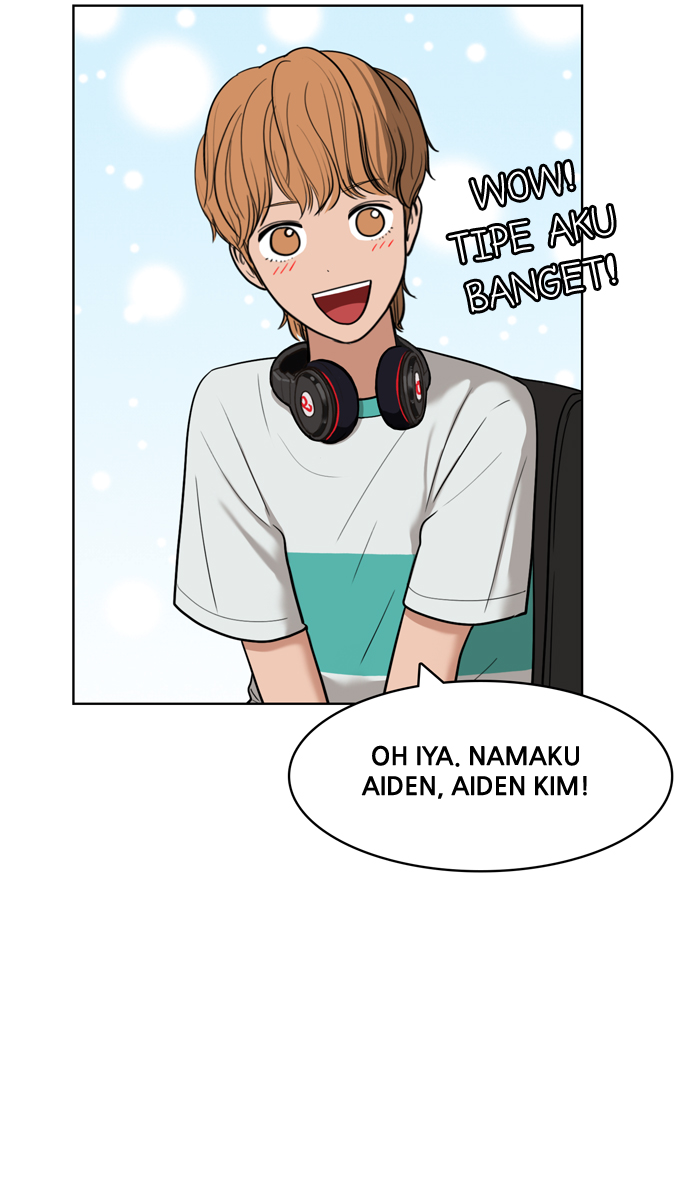 WOW!
TIPE AKU
BANGET!
OH IYA. NAMAKU
AIDEN, AIDEN KIM!